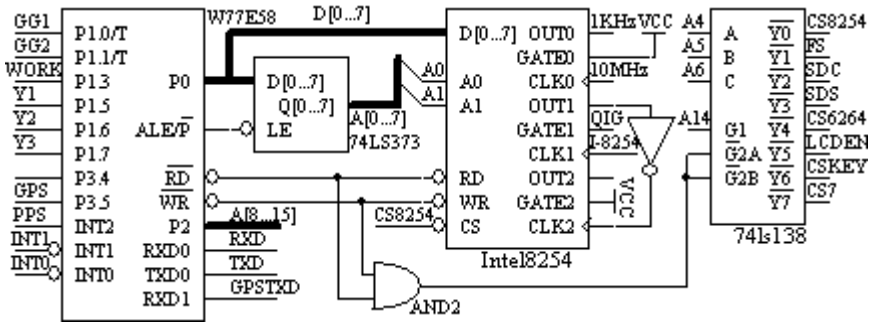 W77E58
D[0...7]
GG1
P1.0/T
GG2
P1.1/T
WORK
P1.3
P0
Y1
P1.5
Y2
P1.6
ALE/P
Y3
P1.7
P3.4
RD
GPS
P3.5
WR
PPS
INT2
P2
A[8...15]
INT1
INT1
RXD0
RXD
INT0
INT0
TXD0
TXD
RXD1
GPSTXD
D[0...7]
Q[0...7]
LE
A[0...7]
74LS373
D[0...7]
OUT0
1KHz
VCC
GATE0
A0
A0
CLK0
10MHz
A1
A1
OUT1
GATE1
QIG
CLK1
I-8254
RD
OUT2
WR
GATE2
VCC
CS8254
CS
CLK2
Intel8254
AND2
A4
A
Y0
CS8254
A5
B
Y1
FS
A6
C
Y2
SDC
Y3
SDS
A14
G1
Y4
CS6264
G2A
Y5
LCDEN
G2B
Y6
CSKEY
Y7
CS7
74ls138